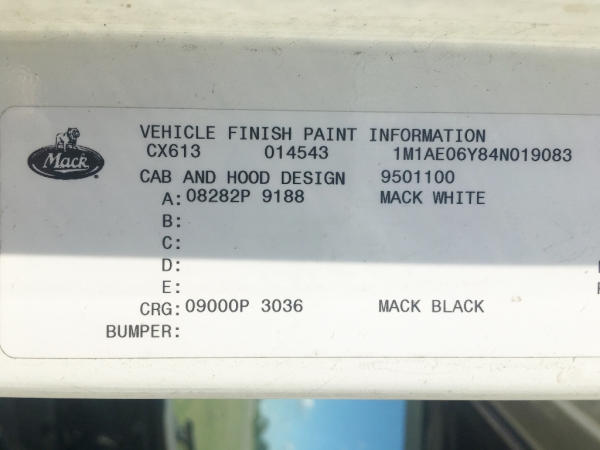 Mack
VEHICLE FINISH PAINT INFORMATION
CX613 014543 1M1AE06Y84N019083
CAB AND HOOD DESIGN 9501100
A: 08282P 9188 MACK WHITE
B:
C:
D:
E:
CRG: 09000P 3036 MACK BLACK
BUMPER: